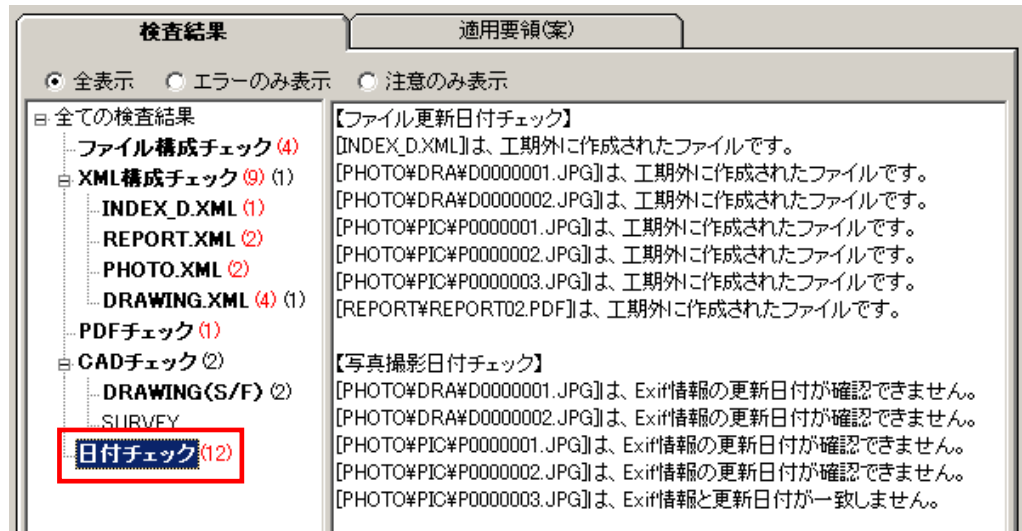 検査結果 適用要領(案)
全表示 エラーのみ表示 注意のみ表示
全ての検査結果
ファイル構成チェック (4)
XML構成チェック (9) (1)
INDEX_D.XML (1)
REPORT.XML (2)
PHOTO.XML (2)
DRAWING.XML (4) (1)
PDFチェック (1)
CADチェック (2)
DRAWING(S/F) (2)
SURVEY
日付チェック (12)
【ファイル更新日付チェック】
[INDEX_D.XML]は、工期外に作成されたファイルです。
[PHOTO¥DRA¥D0000001.JPG]は、工期外に作成されたファイルです。
[PHOTO¥DRA¥D0000002.JPG]は、工期外に作成されたファイルです。
[PHOTO¥PIC¥P0000001.JPG]は、工期外に作成されたファイルです。
[PHOTO¥PIC¥P0000002.JPG]は、工期外に作成されたファイルです。
[PHOTO¥PIC¥P0000003.JPG]は、工期外に作成されたファイルです。
[REPORT¥REPORT02.PDF]は、工期外に作成されたファイルです。
【写真撮影日付チェック】
[PHOTO¥DRA¥D0000001.JPG]は、Exif情報の更新日付が確認できません。
[PHOTO¥DRA¥D0000002.JPG]は、Exif情報の更新日付が確認できません。
[PHOTO¥PIC¥P0000001.JPG]は、Exif情報の更新日付が確認できません。
[PHOTO¥PIC¥P0000002.JPG]は、Exif情報の更新日付が確認できません。
[PHOTO¥PIC¥P0000003.JPG]は、Exif情報と更新日付が一致しません。